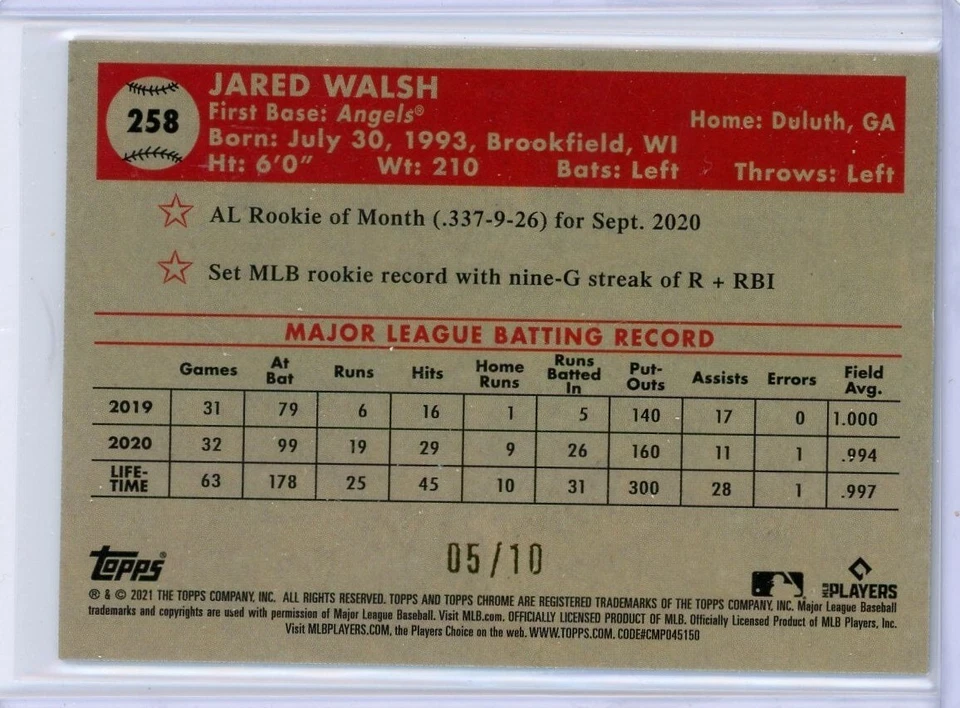 258
JARED WALSH
First Base: Angels®
Home: Duluth, GA
Born: July 30, 1993, Brookfield, WI
Ht: 6'0" Wt: 210 Bats: Left Throws: Left
AL Rookie of Month (.337-9-26) for Sept. 2020
Set MLB rookie record with nine-G streak of R + RBI
MAJOR LEAGUE BATTING RECORD
Games At Bat Runs Hits Home Runs Runs Batted In Put-Outs Assists Errors Field Avg.
2019 31 79 6 16 1 5 140 17 0 1.000
2020 32 99 19 29 9 26 160 11 1 .994
LIFE-TIME 63 178 25 45 10 31 300 28 1 .997
05/10
Topps®
MLB PLAYERS
® & © 2021 THE TOPPS COMPANY, INC. ALL RIGHTS RESERVED. TOPPS AND TOPPS CHROME ARE REGISTERED TRADEMARKS OF THE TOPPS COMPANY, INC. Major League Baseball
trademarks and copyrights are used with permission of Major League Baseball. Visit MLB.com. OFFICIALLY LICENSED PRODUCT OF MLB. Officially Licensed Product of MLB Players, Inc.
Visit MLBPLAYERS.COM, the Players Choice on the web. WWW.TOPPS.COM. CODE#CMP045150